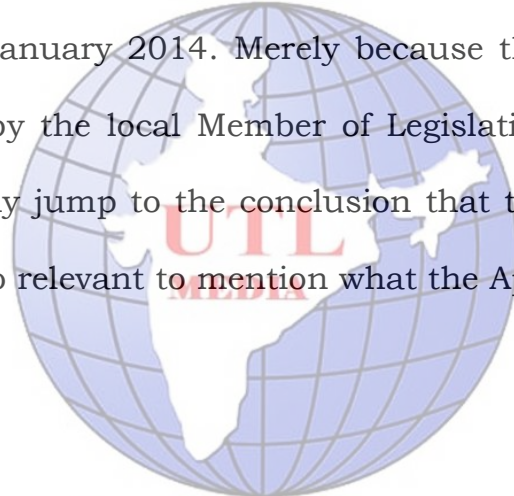 anuary 2014. Merely because th
by the local Member of Legislati
y jump to the conclusion that t
o relevant to mention what the Ap
UTL
MEDIA